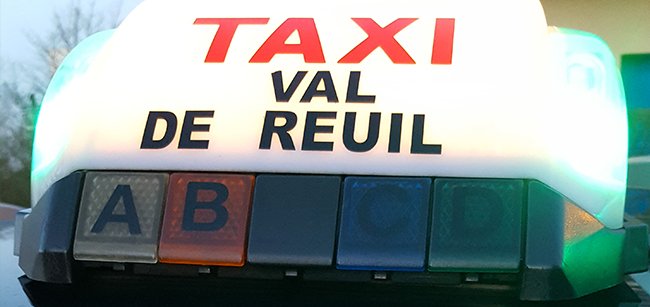 TAXI
VAL
DE REUIL
A B C D